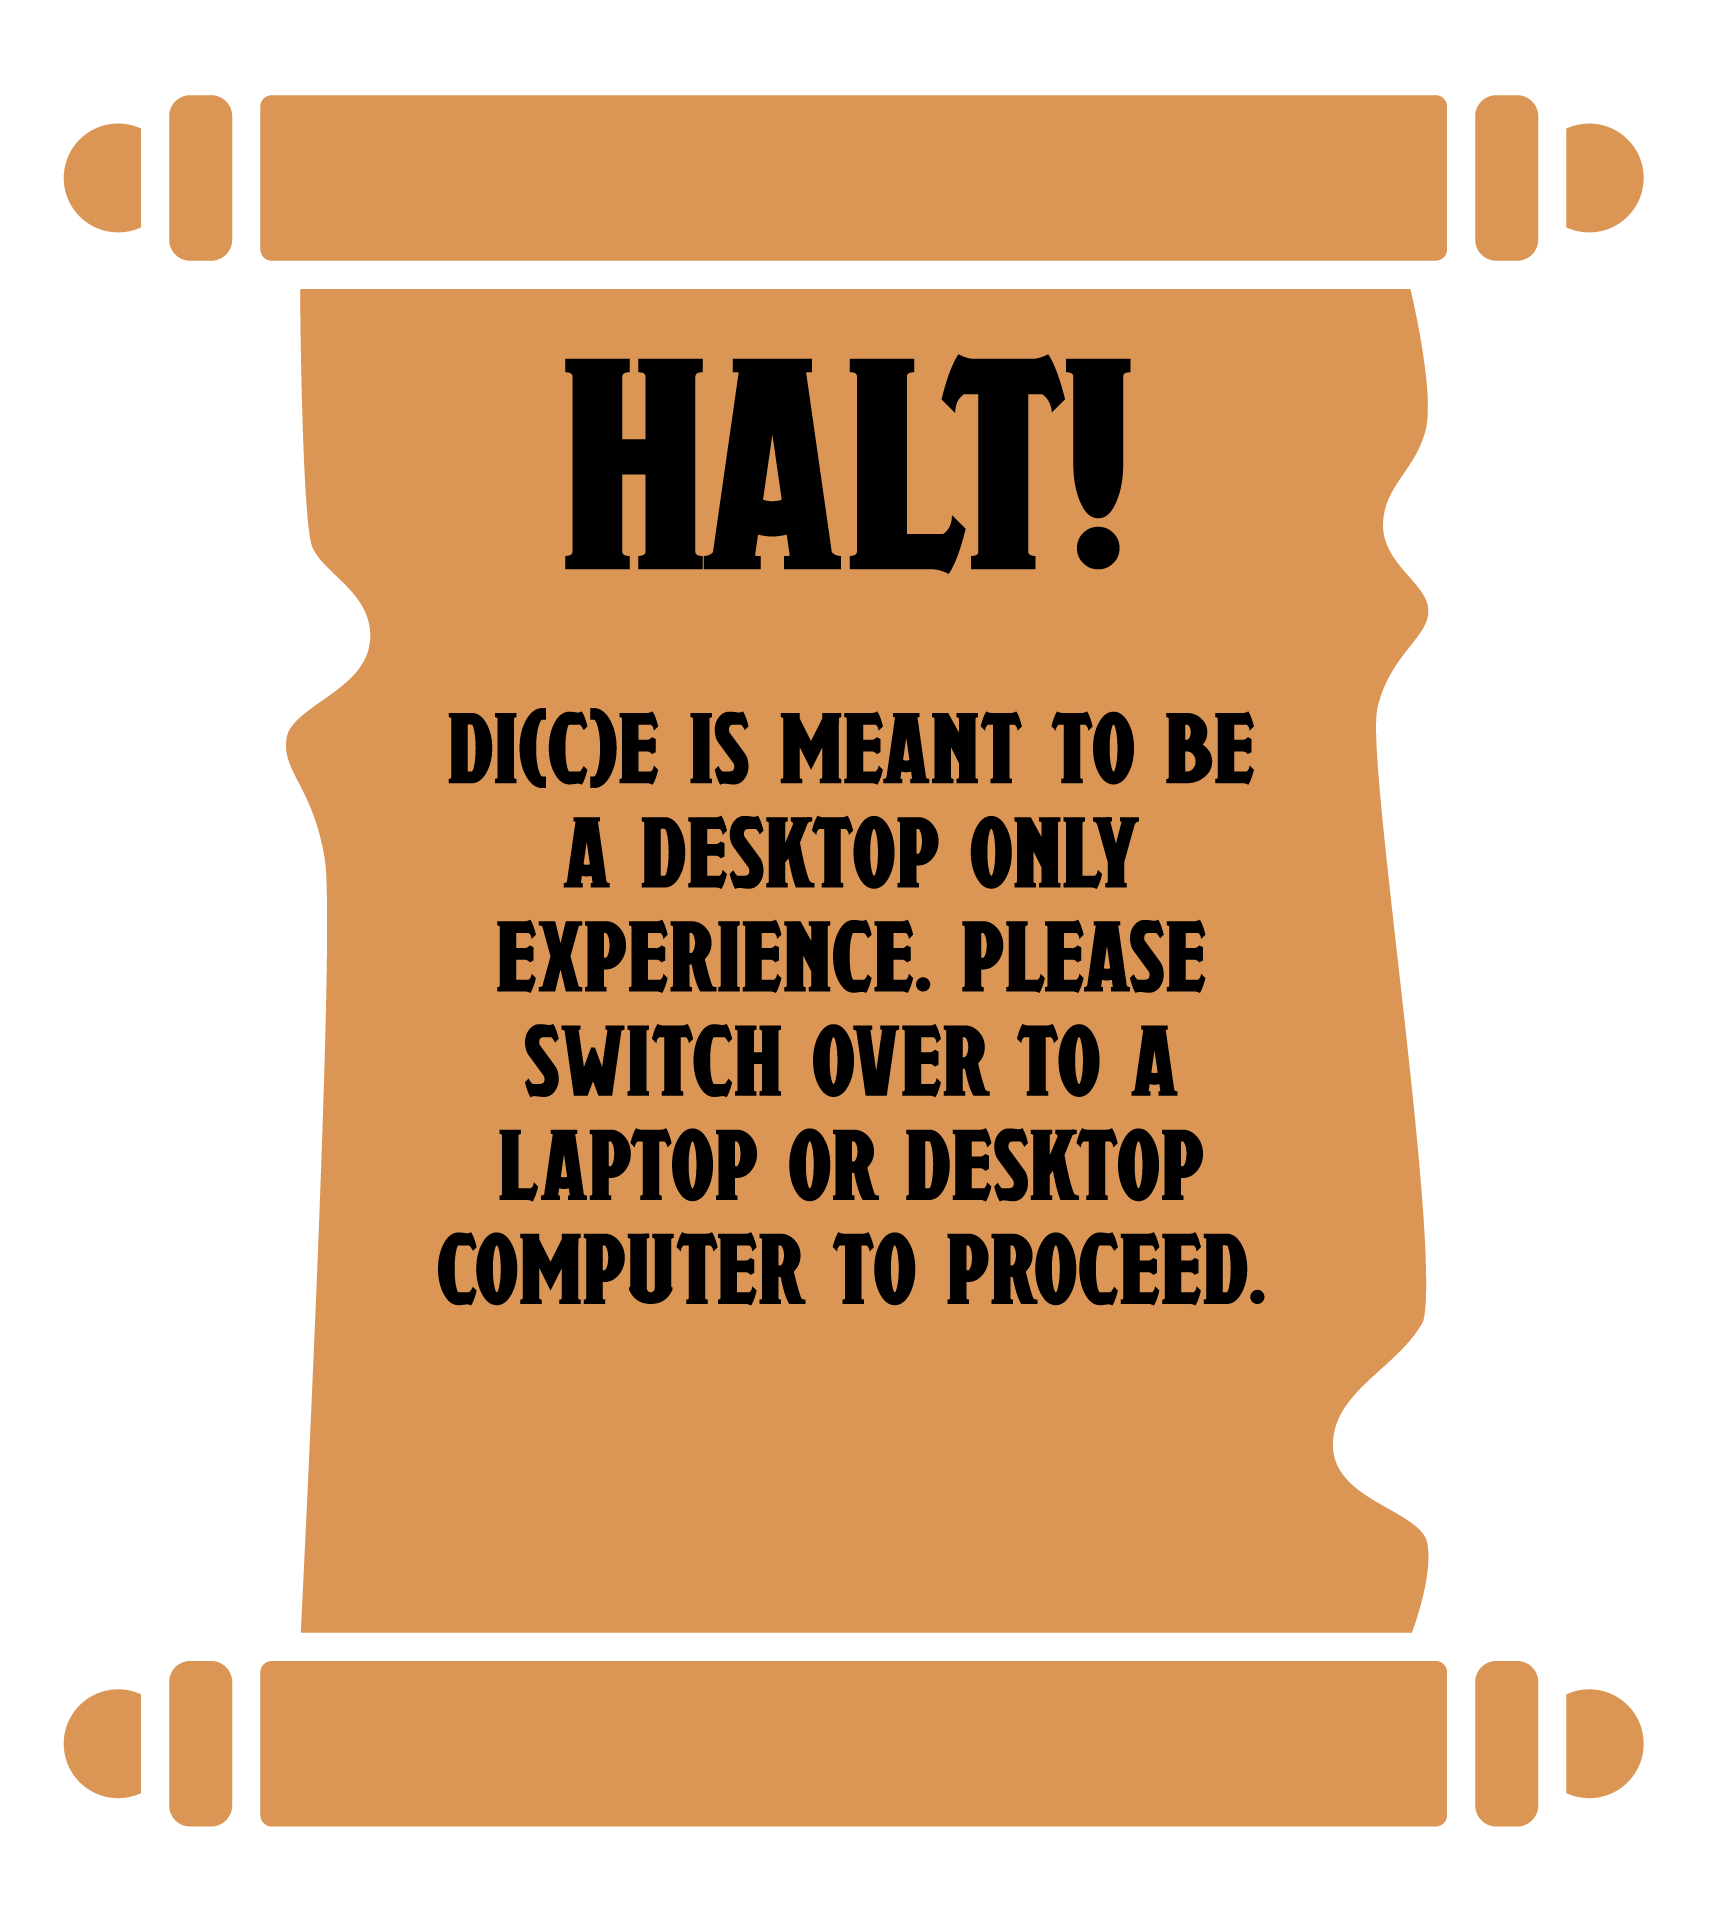 HALT!
DI(CC)E IS MEANT TO BE
A DESKTOP ONLY
EXPERIENCE. PLEASE
SWITCH OVER TO A
LAPTOP OR DESKTOP
COMPUTER TO PROCEED.